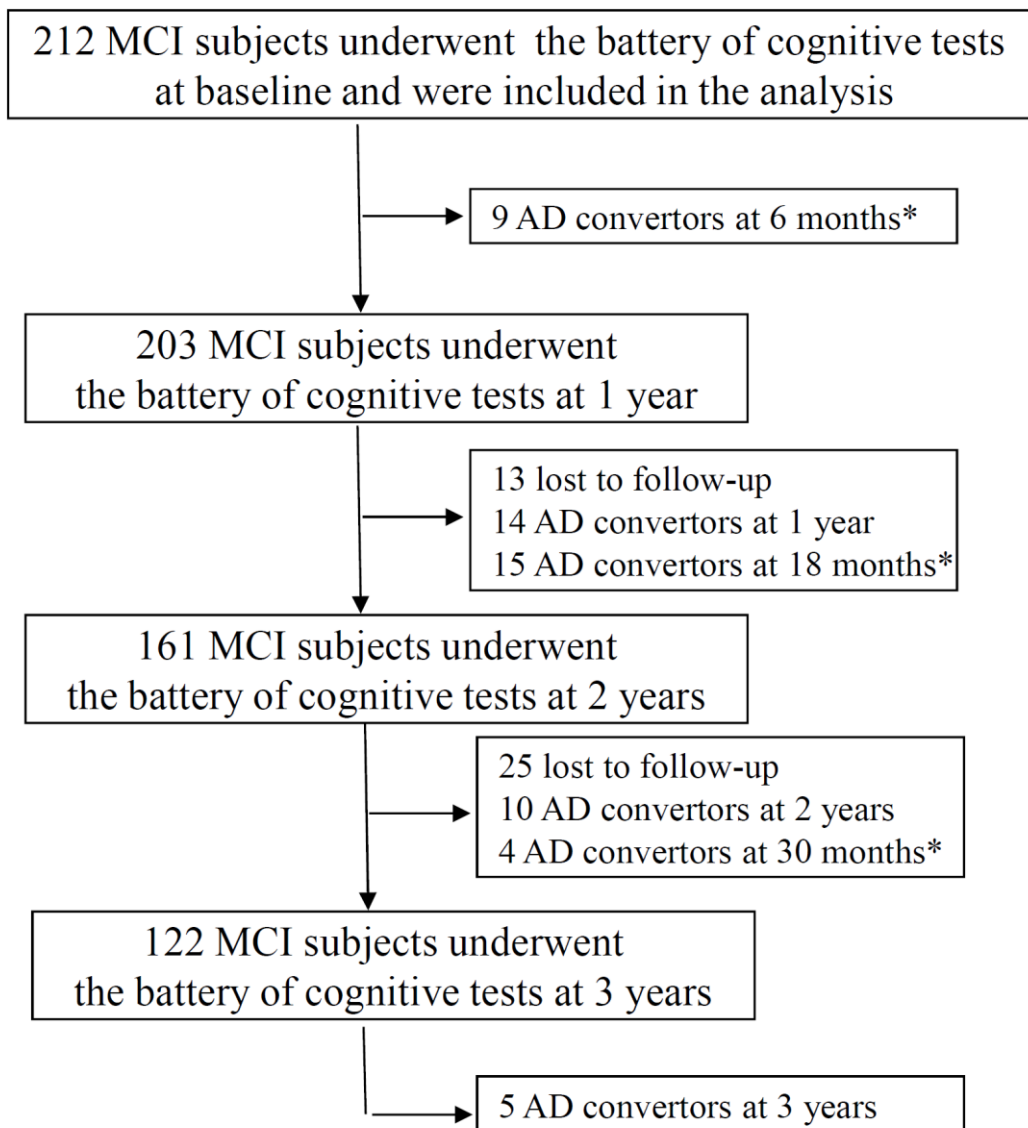 212 MCI subjects underwent the battery of cognitive tests
at baseline and were included in the analysis
9 AD convertors at 6 months*
203 MCI subjects underwent
the battery of cognitive tests at 1 year
13 lost to follow-up
14 AD convertors at 1 year
15 AD convertors at 18 months*
161 MCI subjects underwent
the battery of cognitive tests at 2 years
25 lost to follow-up
10 AD convertors at 2 years
4 AD convertors at 30 months*
122 MCI subjects underwent
the battery of cognitive tests at 3 years
5 AD convertors at 3 years